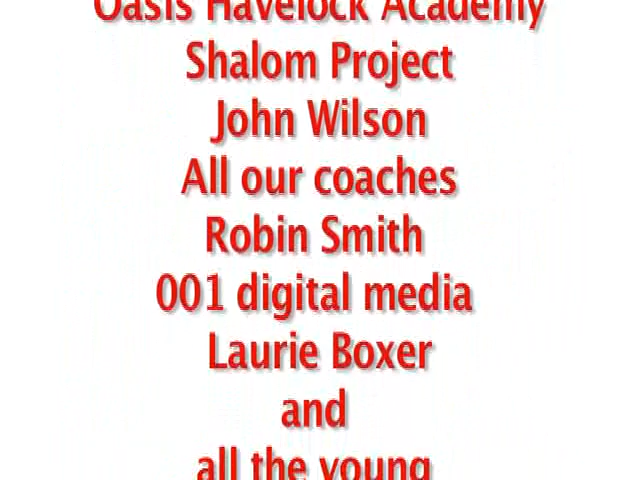 Oasis Havelock Academy
Shalom Project
John Wilson
All our coaches
Robin Smith
001 digital media
Laurie Boxer
and
all the young